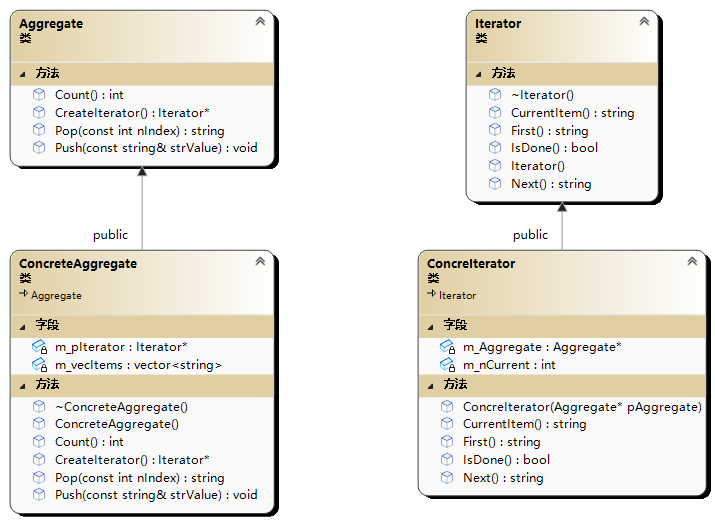 Aggregate
类
方法
Count() : int
CreateIterator() : Iterator*
Pop(const int nIndex) : string
Push(const string& strValue) : void
public
ConcreteAggregate
类
Aggregate
字段
m_pIterator : Iterator*
m_vecItems : vector<string>
方法
~ConcreteAggregate()
ConcreteAggregate()
Count() : int
CreateIterator() : Iterator*
Pop(const int nIndex) : string
Push(const string& strValue) : void
Iterator
类
方法
~Iterator()
CurrentItem() : string
First() : string
IsDone() : bool
Iterator()
Next() : string
public
ConcreIterator
类
Iterator
字段
m_Aggregate : Aggregate*
m_nCurrent : int
方法
ConcreIterator(Aggregate* pAggregate)
CurrentItem() : string
First() : string
IsDone() : bool
Next() : string